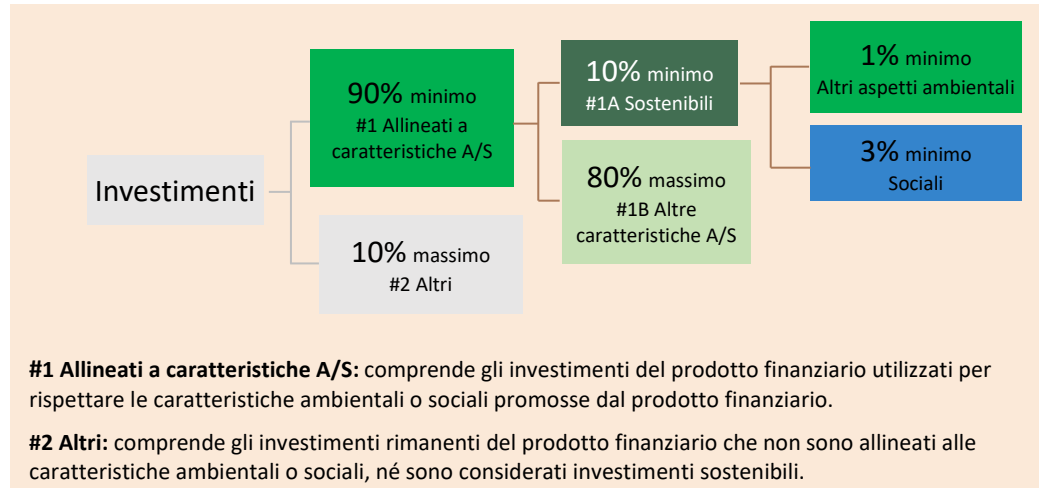 Investimenti
90% minimo
#1 Allineati a
caratteristiche A/S
10% massimo
#2 Altri
10% minimo
#1A Sostenibili
80% massimo
#1B Altre
caratteristiche A/S
1% minimo
Altri aspetti ambientali
3% minimo
Sociali
#1 Allineati a caratteristiche A/S: comprende gli investimenti del prodotto finanziario utilizzati per
rispettare le caratteristiche ambientali o sociali promosse dal prodotto finanziario.
#2 Altri: comprende gli investimenti rimanenti del prodotto finanziario che non sono allineati alle
caratteristiche ambientali o sociali, né sono considerati investimenti sostenibili.